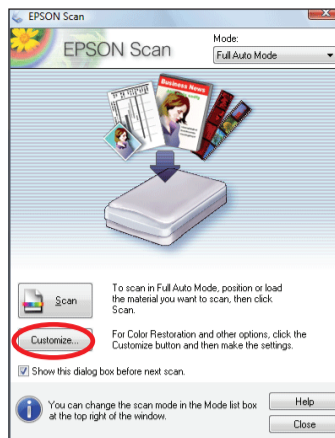 EPSON Scan
EPSON Scan
Mode:
Full Auto Mode
Business News
Scan
To scan in Full Auto Mode, position or load
the material you want to scan, then click
Scan.
Customize...
For Color Restoration and other options, click the
Customize button and then make the settings.
Show this dialog box before next scan.
You can change the scan mode in the Mode list box
at the top right of the window.
Help
Close